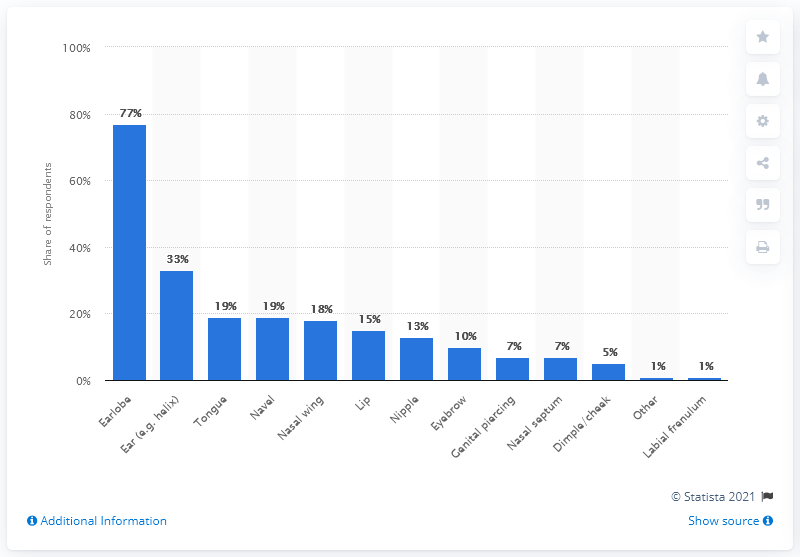 100%
80%
60%
40%
20%
0%
Share of respondents
77%
33%
19%
19%
18%
15%
13%
10%
7%
7%
5%
1%
1%
Earlobe
Ear (e.g. helix)
Tongue
Navel
Nasal wing
Lip
Nipple
Eyebrow
Genital piercing
Nasal septum
Dimple/cheek
Other
Labial frenulum
© Statista 2021
Additional Information
Show source